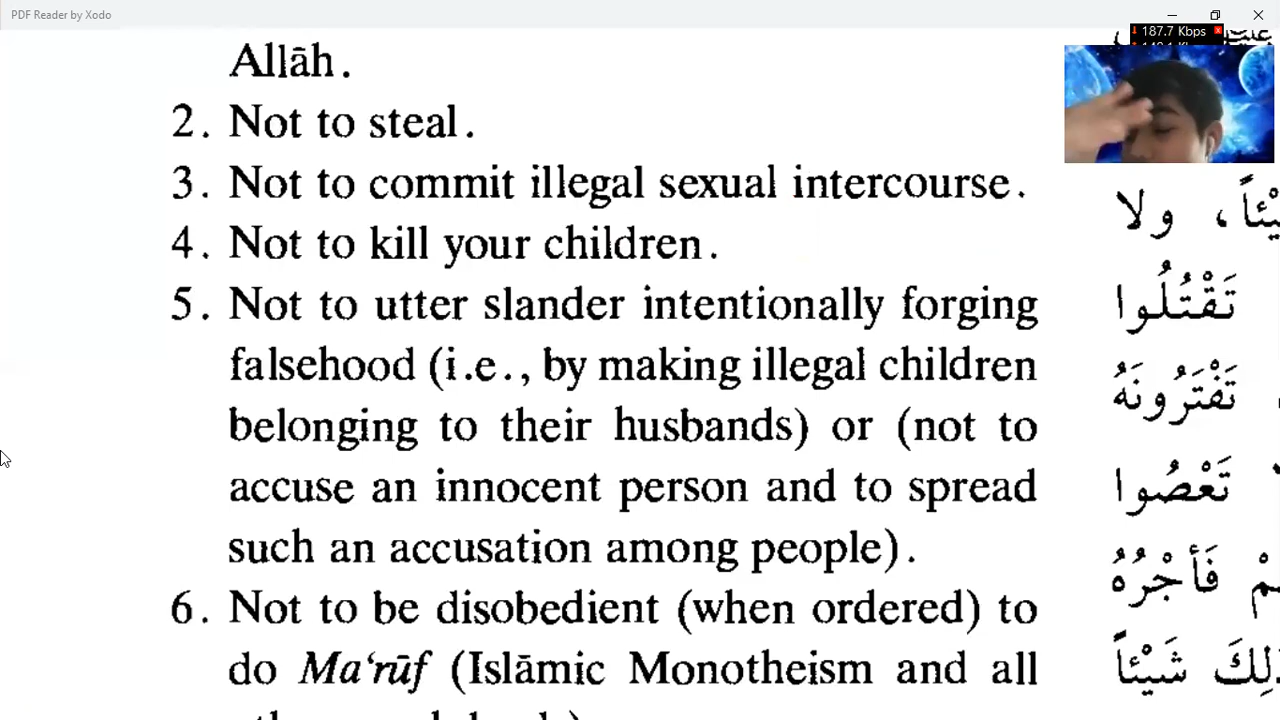 PDF Reader by Xodo
187.7 Kbps
Allāh.
2. Not to steal.
3. Not to commit illegal sexual intercourse.
4. Not to kill your children.
5. Not to utter slander intentionally forging
falsehood (i.e., by making illegal children
belonging to their husbands) or (not to
accuse an innocent person and to spread
such an accusation among people).
6. Not to be disobedient (when ordered) to
do Ma‘rūf (Islāmic Monotheism and all
، ولا
تَقْتُلُوا
تَفْتَرُونَهُ
تَعْصُوا
فَأَجْرُهُ
شَيْئاً